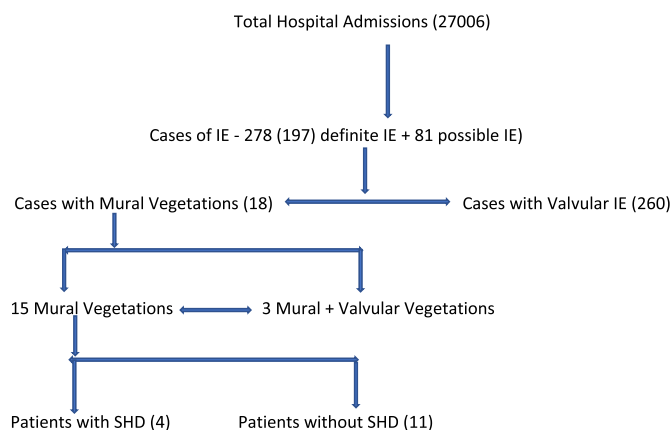 Total Hospital Admissions (27006)
Cases of IE - 278 (197) definite IE + 81 possible IE)
Cases with Mural Vegetations (18)
Cases with Valvular IE (260)
15 Mural Vegetations
3 Mural + Valvular Vegetations
Patients with SHD (4)
Patients without SHD (11)